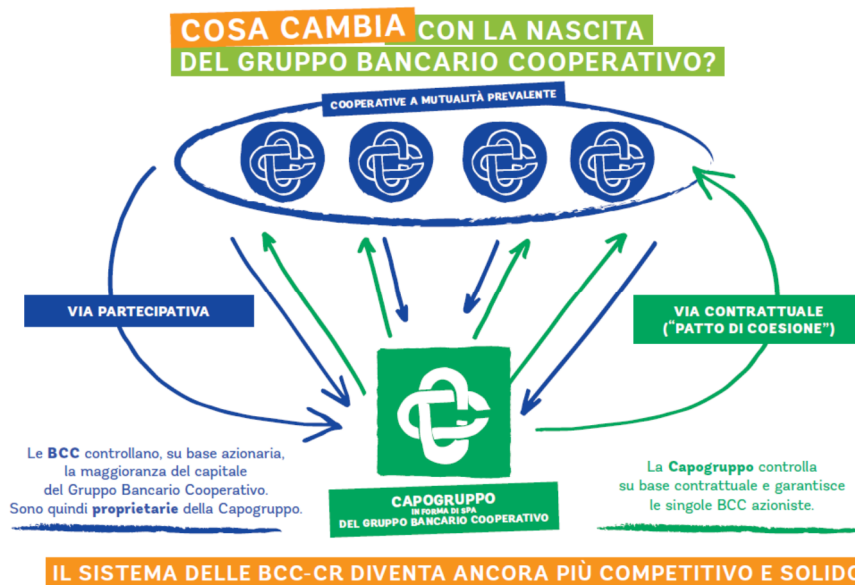 COSA CAMBIA CON LA NASCITA
DEL GRUPPO BANCARIO COOPERATIVO?
COOPERATIVE A MUTUALITÀ PREVALENTE
VIA PARTECIPATIVA
VIA CONTRATTUALE
("PATTO DI COESIONE")
Le BCC controllano, su base azionaria,
la maggioranza del capitale
del Gruppo Bancario Cooperativo.
Sono quindi proprietarie della Capogruppo.
CAPOGRUPPO
IN FORMA DI SPA
DEL GRUPPO BANCARIO COOPERATIVO
La Capogruppo controlla
su base contrattuale e garantisce
le singole BCC azioniste.
IL SISTEMA DELLE BCC-CR DIVENTA ANCORA PIÙ COMPETITIVO E SOLIDO